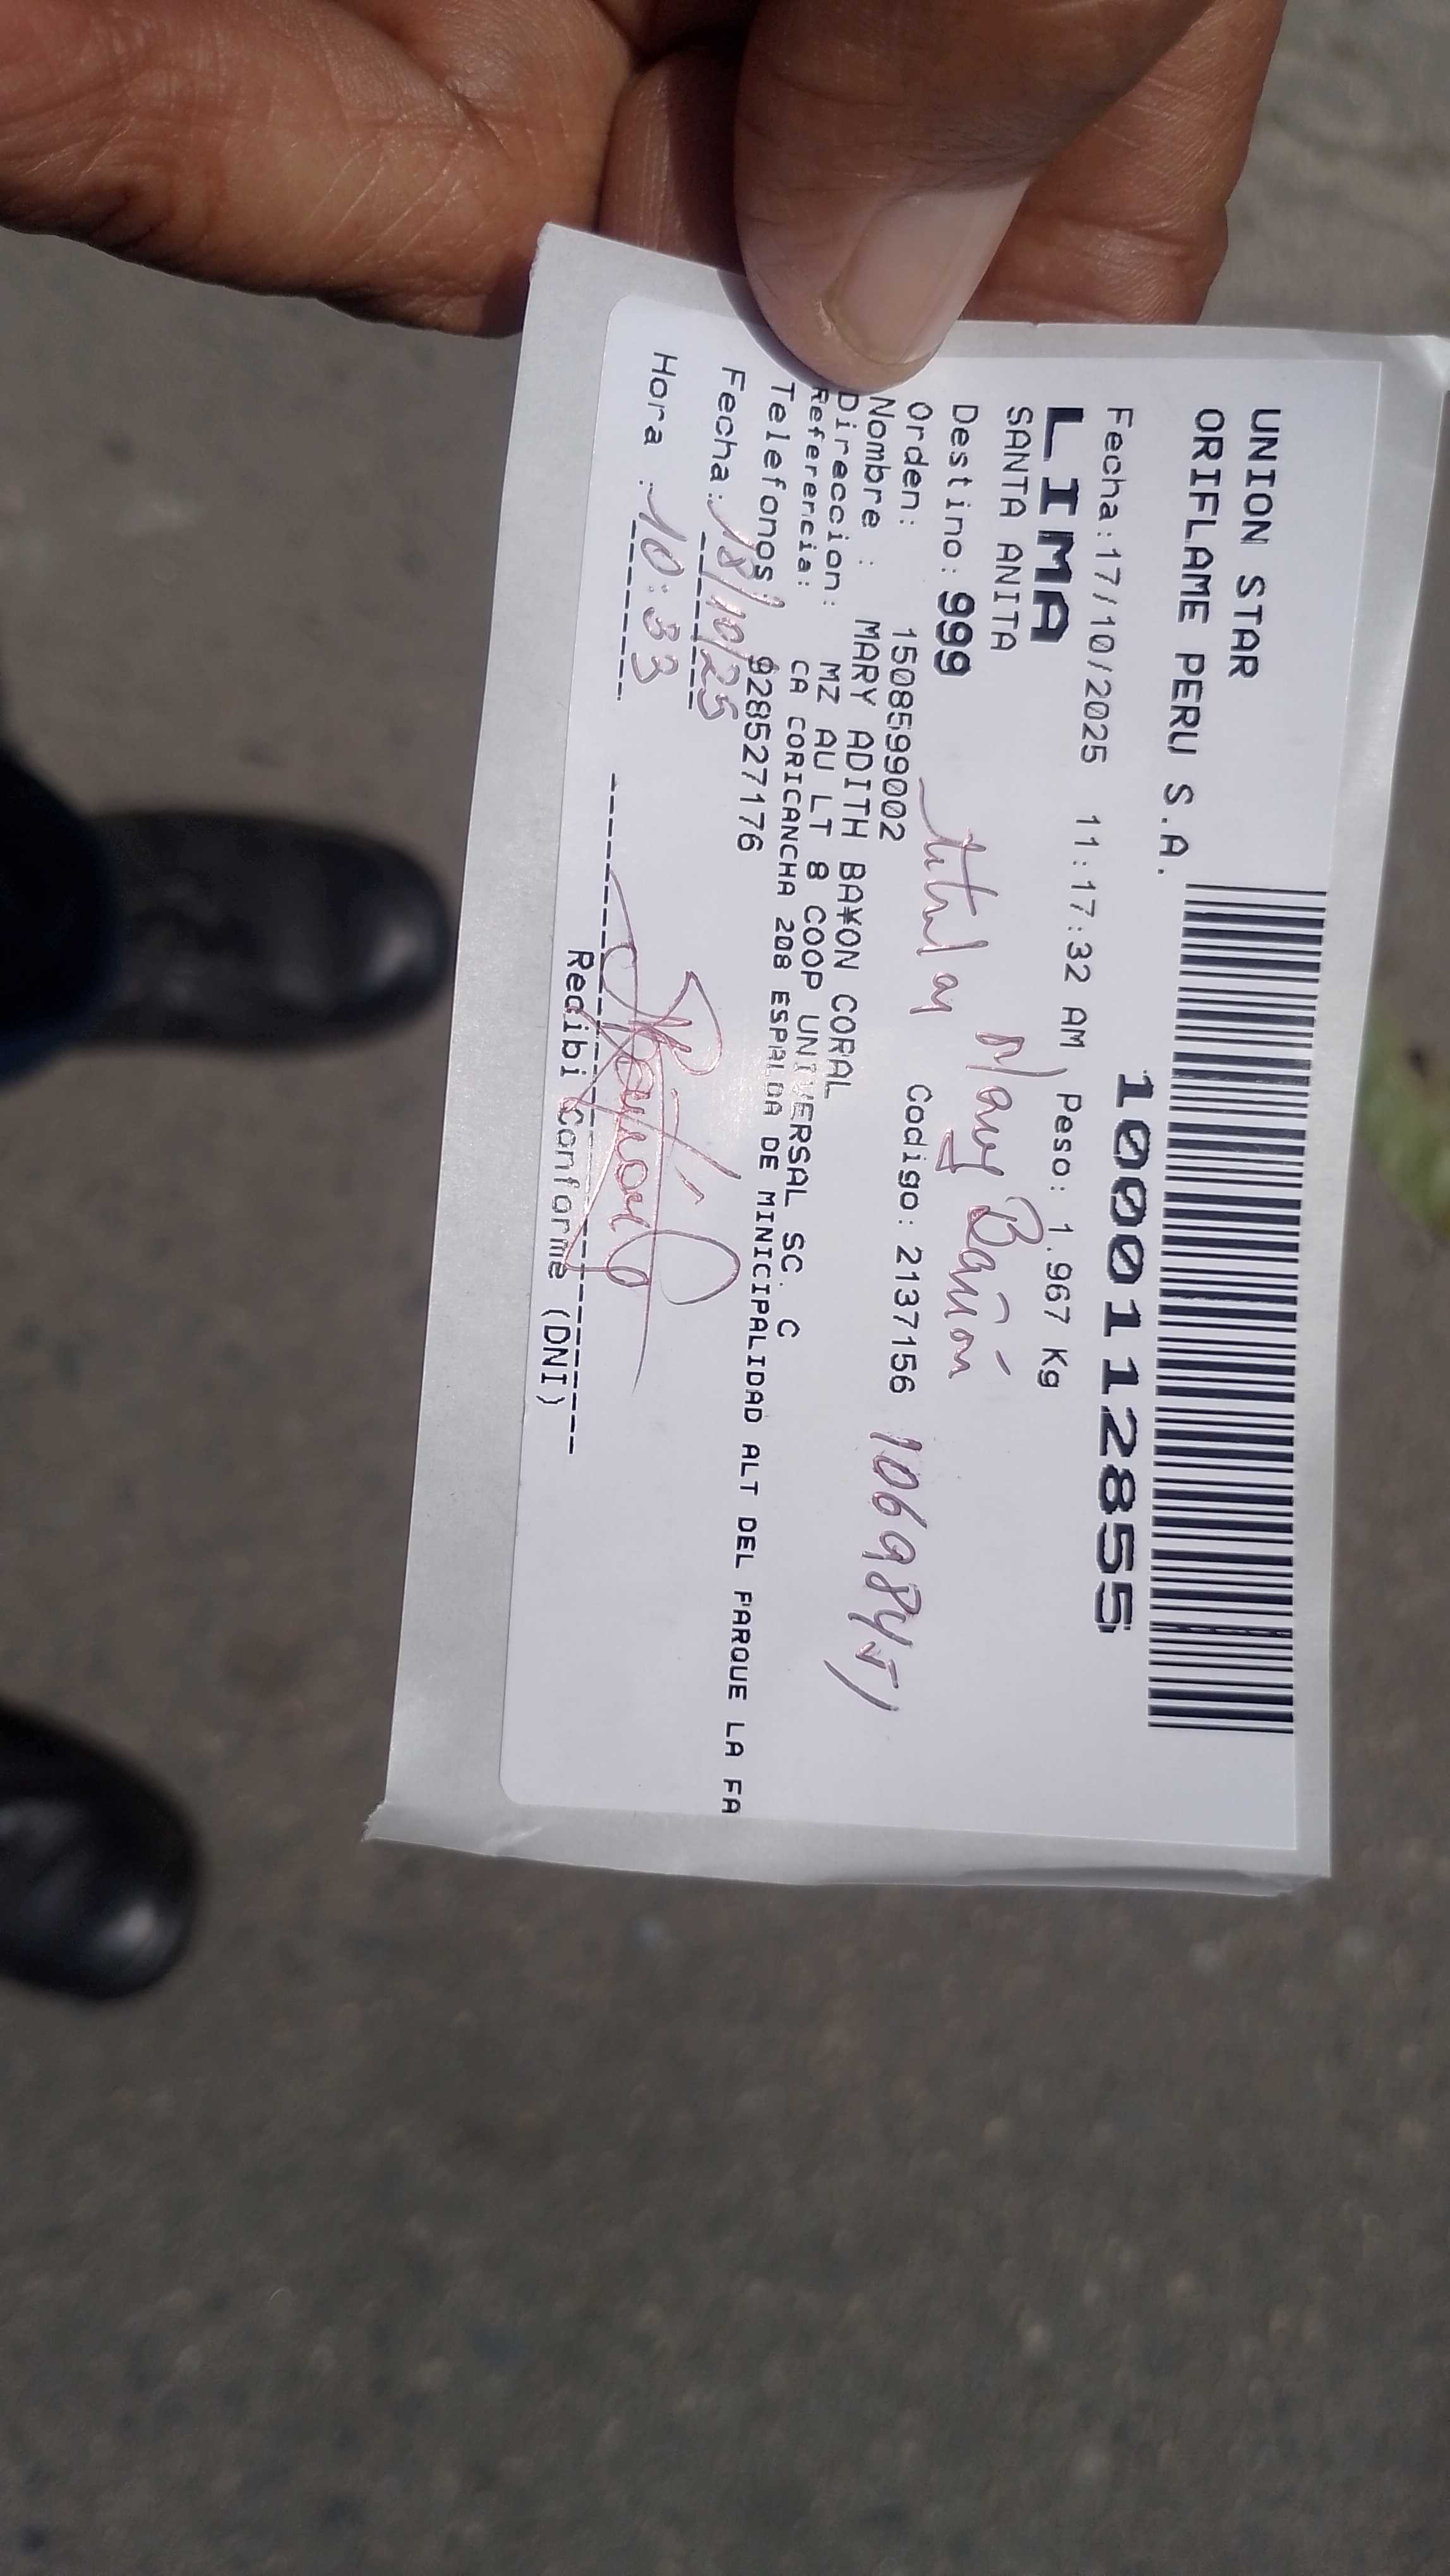 UNION STAR
ORIFLAME PERU S.A.
10001112855
Fecha:17/10/2025 11:17:32 AM Peso: 1.967 Kg
LIMA
SANTA ANITA
titular Mary Bañon
Destino: 999
Orden: 1508599002 Codigo: 2137156 10698451
Nombre : MARY ADITH BA¥ON CORAL
Direccion: MZ AU LT 8 COOP UNIVERSAL SC. C
Referencia: CA CORICANCHA 208 ESPALDA DE MINICIPALIDAD ALT DEL PARQUE LA FA
Telefonos: 928527176
Fecha: 18/10/25
Hora : 10:33
Recibi Conforme (DNI)